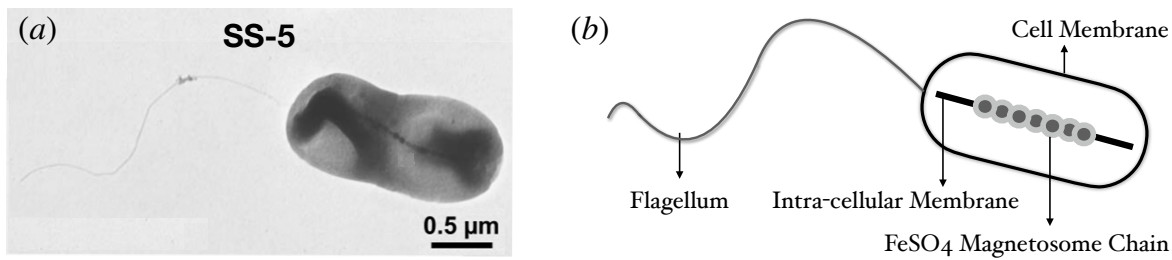 (a)
SS-5
0.5 µm
(b)
Cell Membrane
Flagellum
Intra-cellular Membrane
FeSO4 Magnetosome Chain